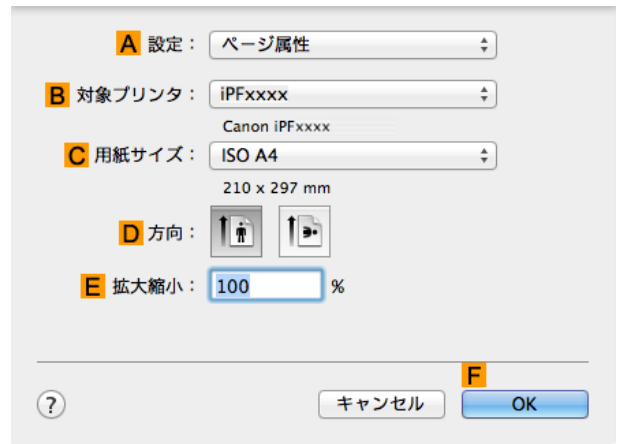 A 設定： ページ属性
B 対象プリンタ： iPFxxxx
Canon iPFxxxx
C 用紙サイズ： ISO A4
210 x 297 mm
D 方向：
E 拡大縮小： 100 %
F
? キャンセル OK